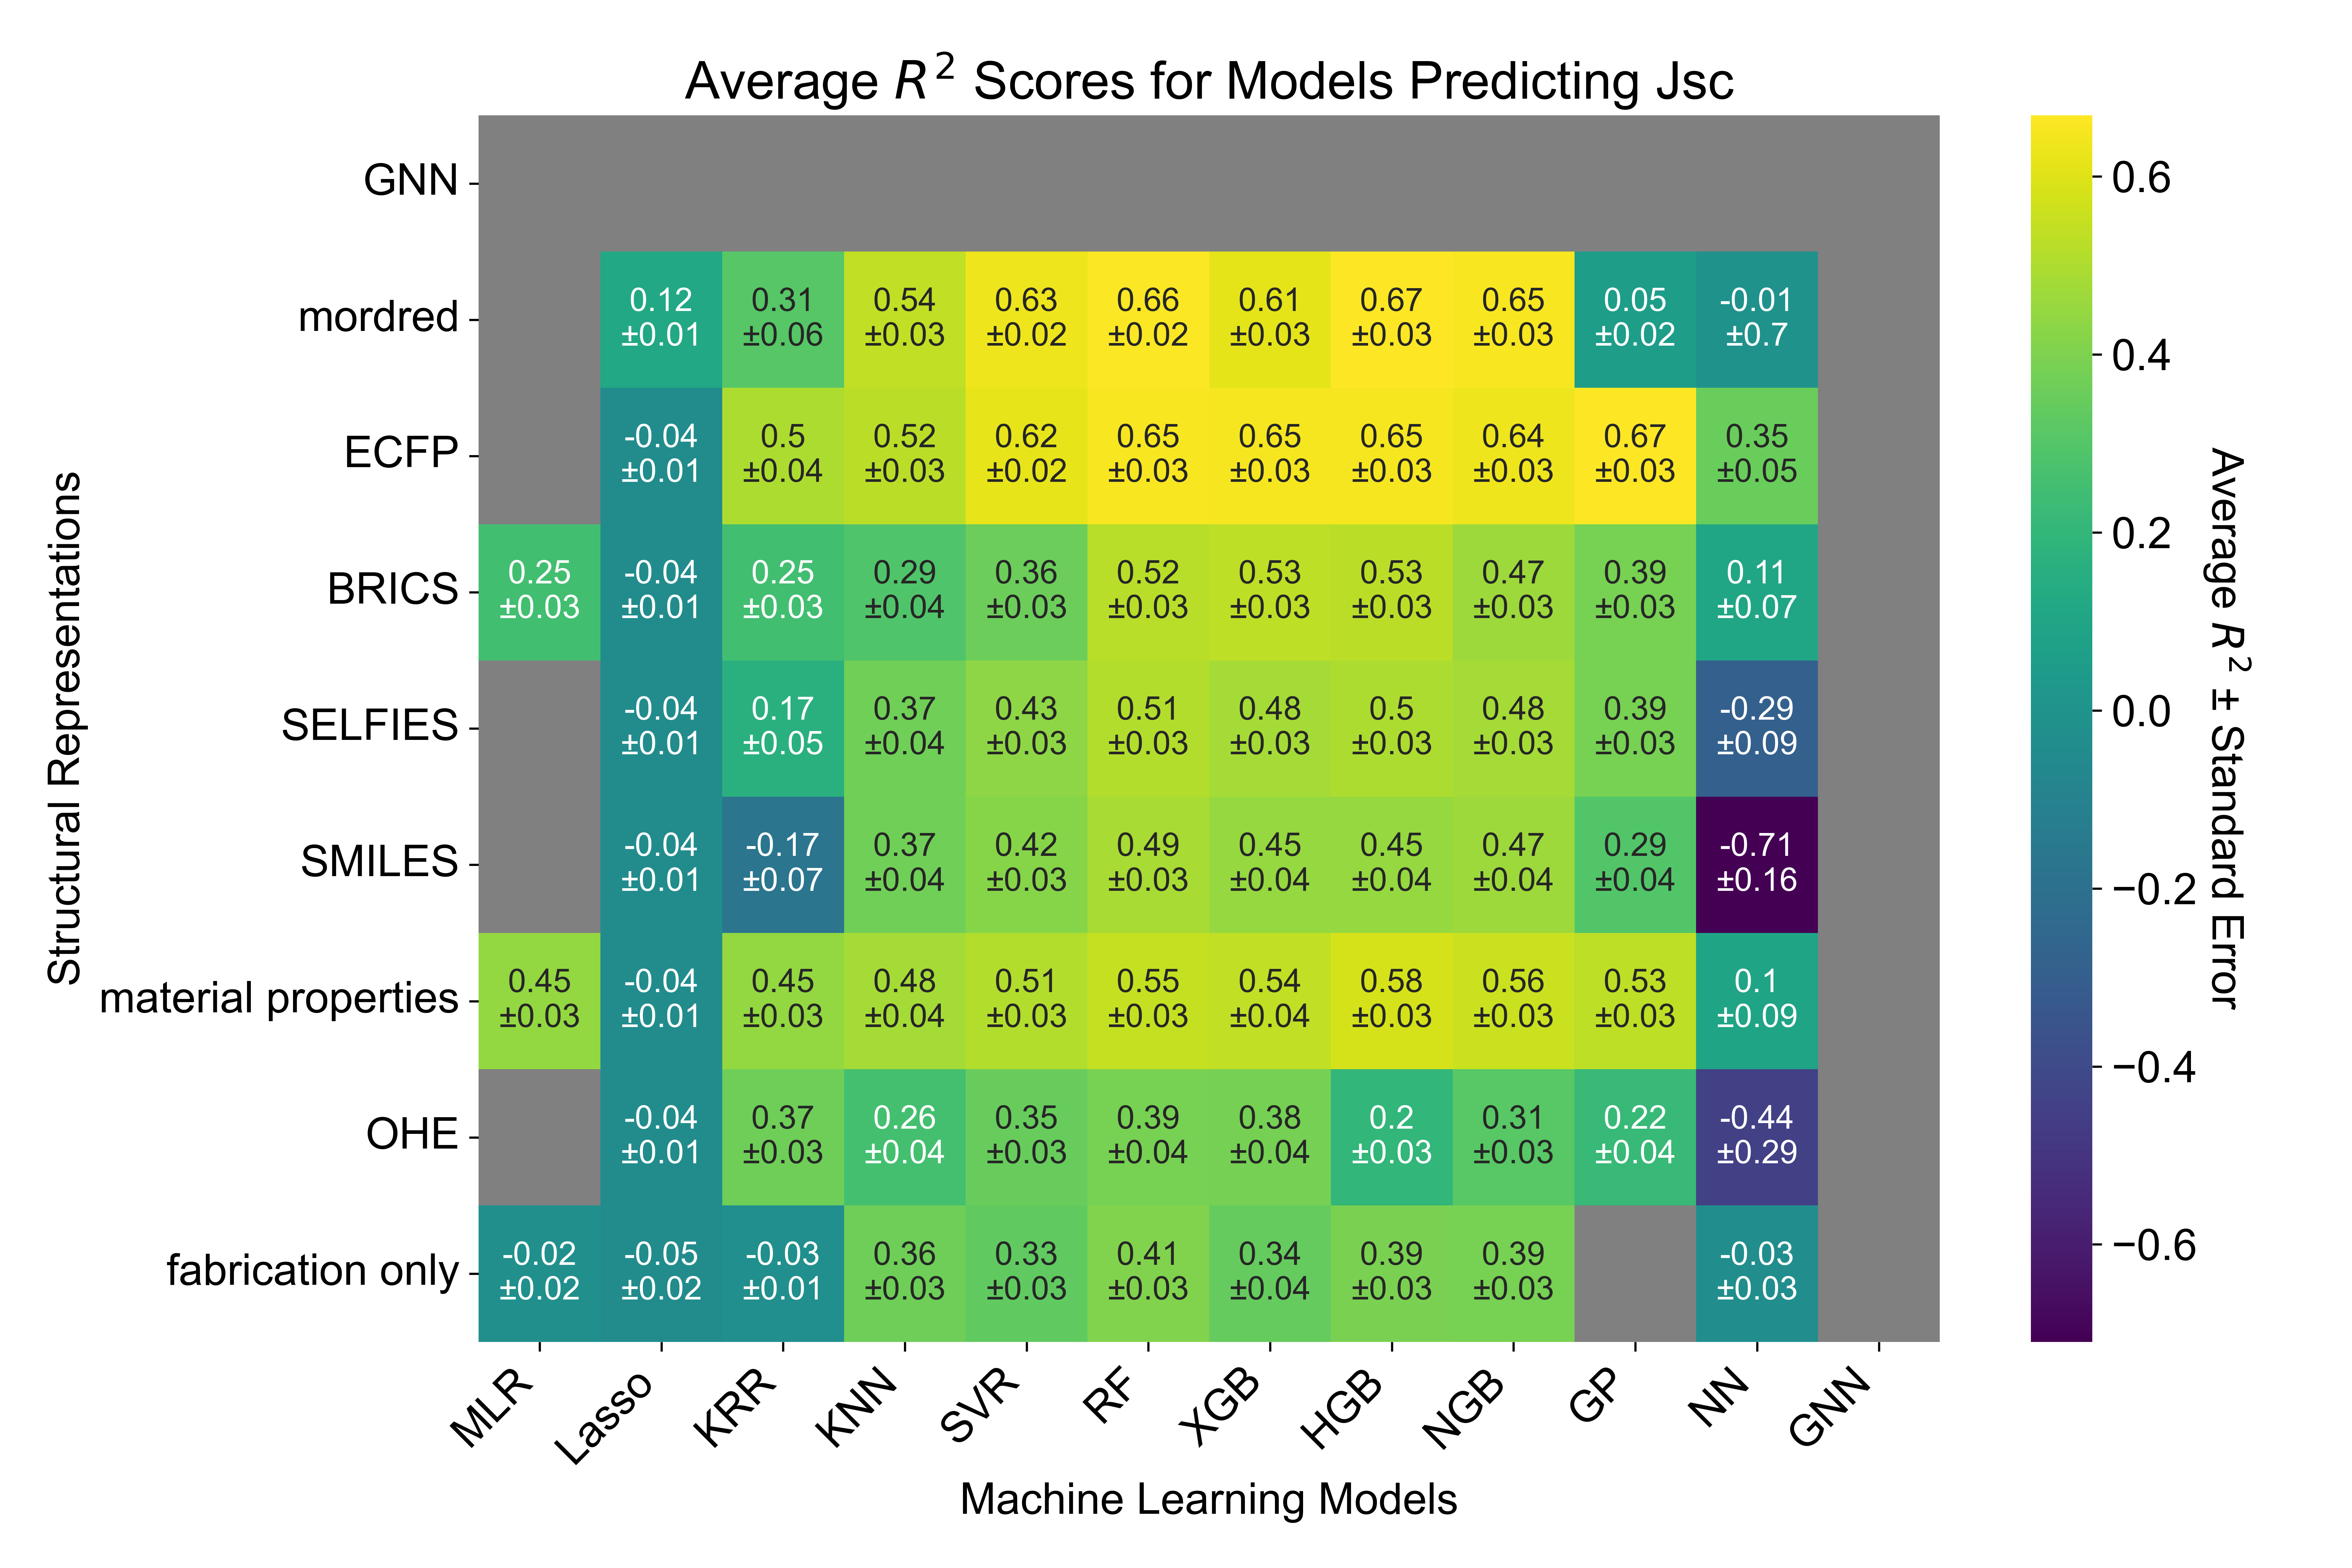 Average R² Scores for Models Predicting Jsc
Structural Representations
GNN
mordred
0.12 0.31 0.54 0.63 0.66 0.61 0.67 0.65 0.05 -0.01
±0.01 ±0.06 ±0.03 ±0.02 ±0.02 ±0.03 ±0.03 ±0.03 ±0.02 ±0.7
ECFP
-0.04 0.5 0.52 0.62 0.65 0.65 0.65 0.64 0.67 0.35
±0.01 ±0.04 ±0.03 ±0.02 ±0.03 ±0.03 ±0.03 ±0.03 ±0.03 ±0.05
BRICS
0.25 -0.04 0.25 0.29 0.36 0.52 0.53 0.53 0.47 0.39 0.11
±0.03 ±0.01 ±0.03 ±0.04 ±0.03 ±0.03 ±0.03 ±0.03 ±0.03 ±0.03 ±0.07
SELFIES
-0.04 0.17 0.37 0.43 0.51 0.48 0.5 0.48 0.39 -0.29
±0.01 ±0.05 ±0.04 ±0.03 ±0.03 ±0.03 ±0.03 ±0.03 ±0.03 ±0.09
SMILES
-0.04 -0.17 0.37 0.42 0.49 0.45 0.45 0.47 0.29 -0.71
±0.01 ±0.07 ±0.04 ±0.03 ±0.03 ±0.04 ±0.04 ±0.04 ±0.04 ±0.16
material properties
0.45 -0.04 0.45 0.48 0.51 0.55 0.54 0.58 0.56 0.53 0.1
±0.03 ±0.01 ±0.03 ±0.04 ±0.03 ±0.03 ±0.04 ±0.03 ±0.03 ±0.03 ±0.09
OHE
-0.04 0.37 0.26 0.35 0.39 0.38 0.2 0.31 0.22 -0.44
±0.01 ±0.03 ±0.04 ±0.03 ±0.04 ±0.04 ±0.03 ±0.03 ±0.04 ±0.29
fabrication only
-0.02 -0.05 -0.03 0.36 0.33 0.41 0.34 0.39 0.39 -0.03
±0.02 ±0.02 ±0.01 ±0.03 ±0.03 ±0.03 ±0.04 ±0.03 ±0.03 ±0.03
MLR Lasso KRR KNN SVR RF XGB HGB NGB GP NN GNN
Machine Learning Models
0.6
0.4
0.2
0.0
−0.2
−0.4
−0.6
Average R² ± Standard Error